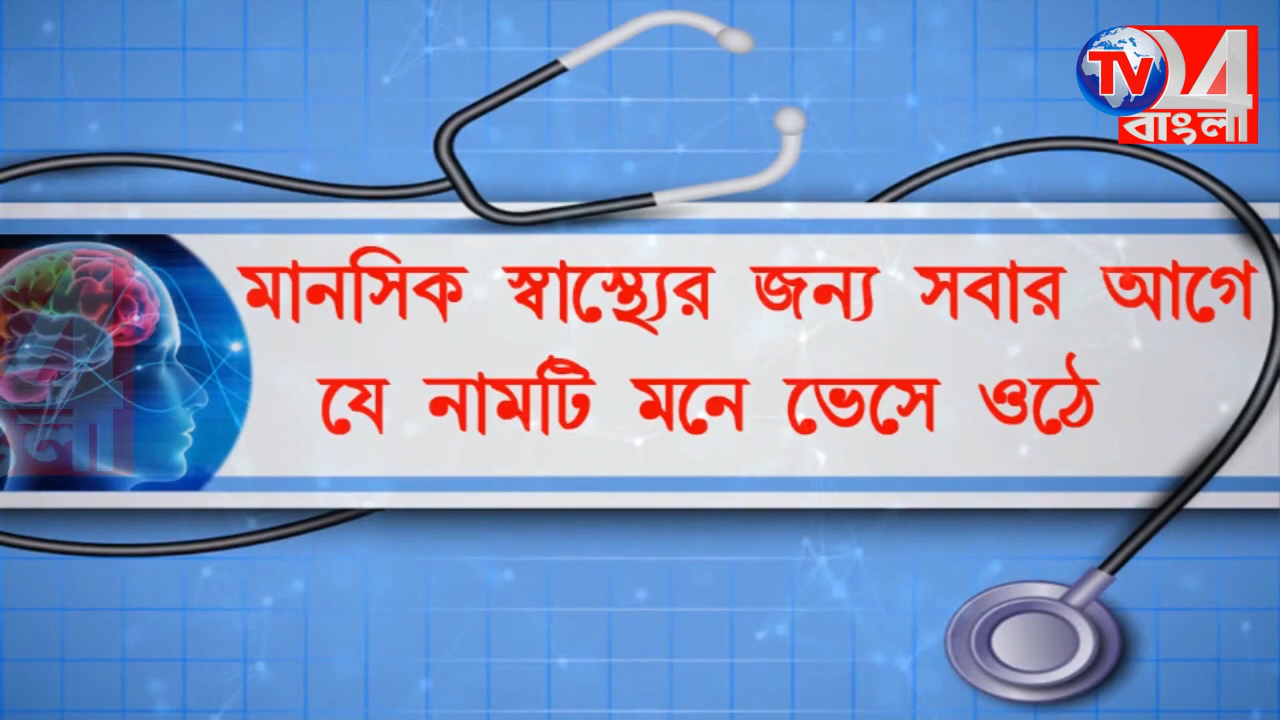 TV 24
বাংলা
মানসিক স্বাস্থ্যের জন্য সবার আগে
যে নামটি মনে ভেসে ওঠে